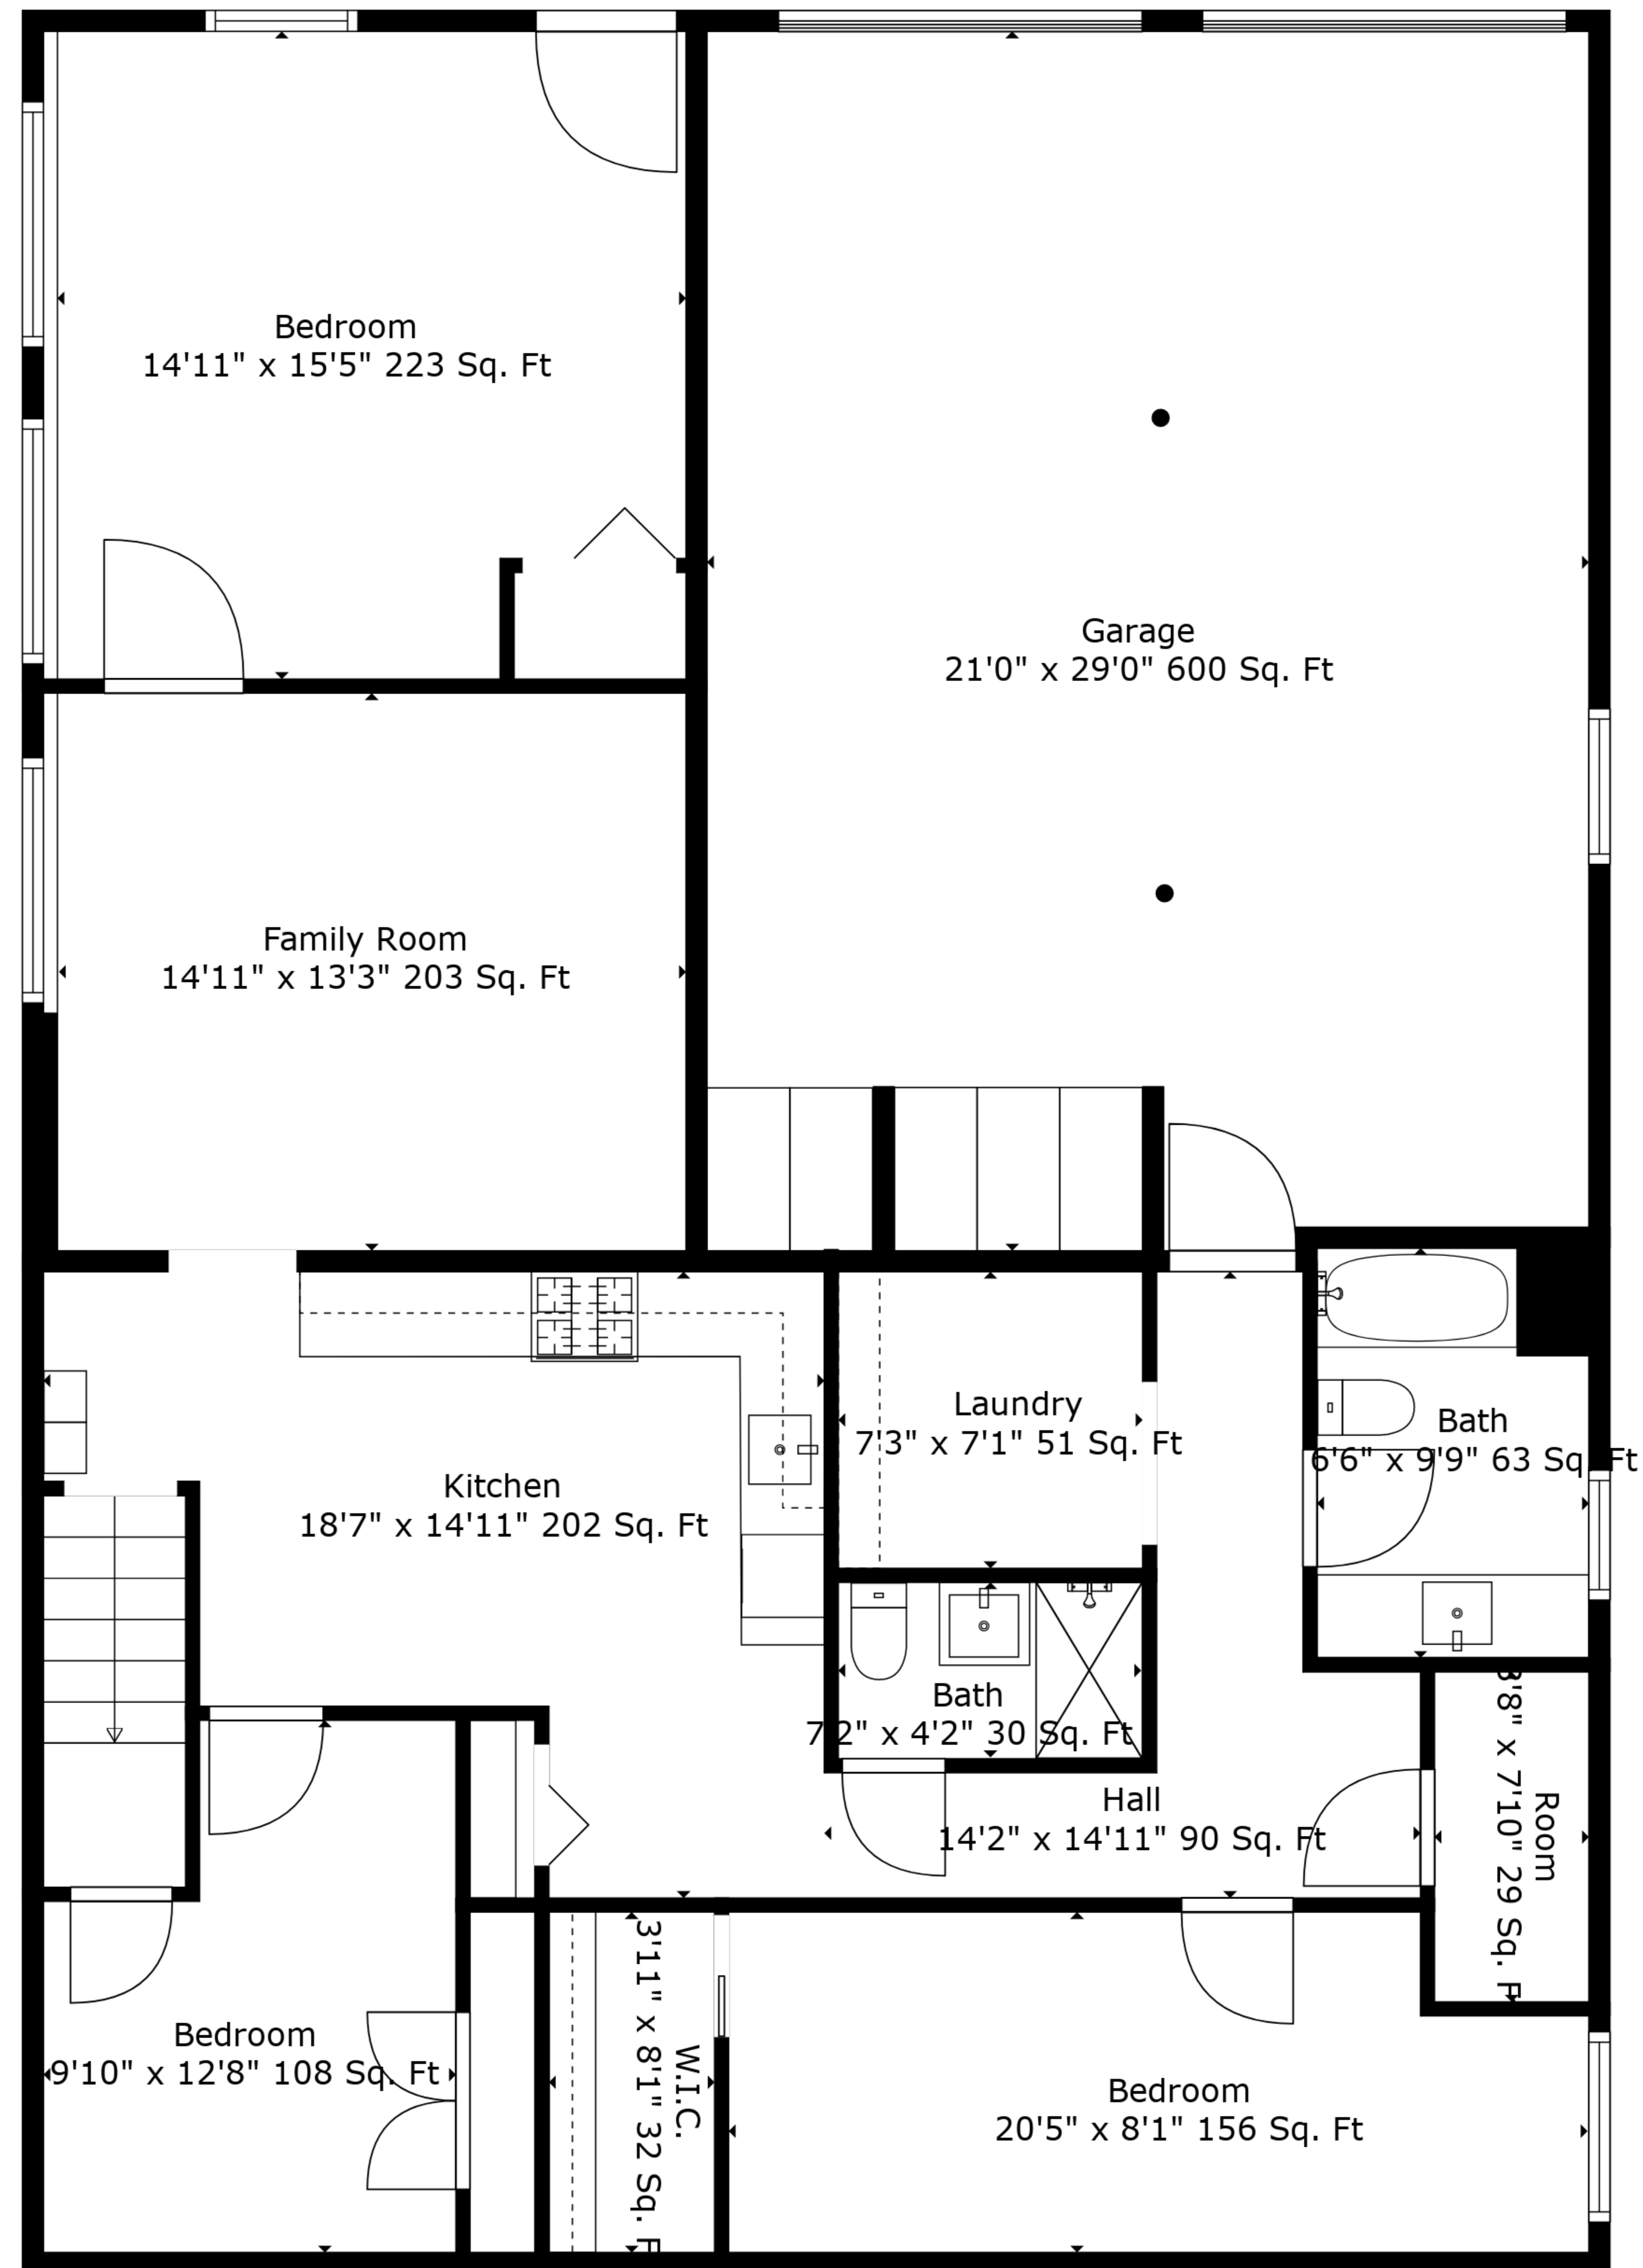 Bedroom
14'11" x 15'5" 223 Sq. Ft
Garage
21'0" x 29'0" 600 Sq. Ft
Family Room
14'11" x 13'3" 203 Sq. Ft
Laundry
7'3" x 7'1" 51 Sq. Ft
Bath
6'6" x 9'9" 63 Sq. Ft
Kitchen
18'7" x 14'11" 202 Sq. Ft
Bath
7'2" x 4'2" 30 Sq. Ft
Hall
14'2" x 14'11" 90 Sq. Ft
Room
3'8" x 7'10" 29 Sq. F
Bedroom
9'10" x 12'8" 108 Sq. Ft
W.I.C.
3'11" x 8'1" 32 Sq. F
Bedroom
20'5" x 8'1" 156 Sq. Ft